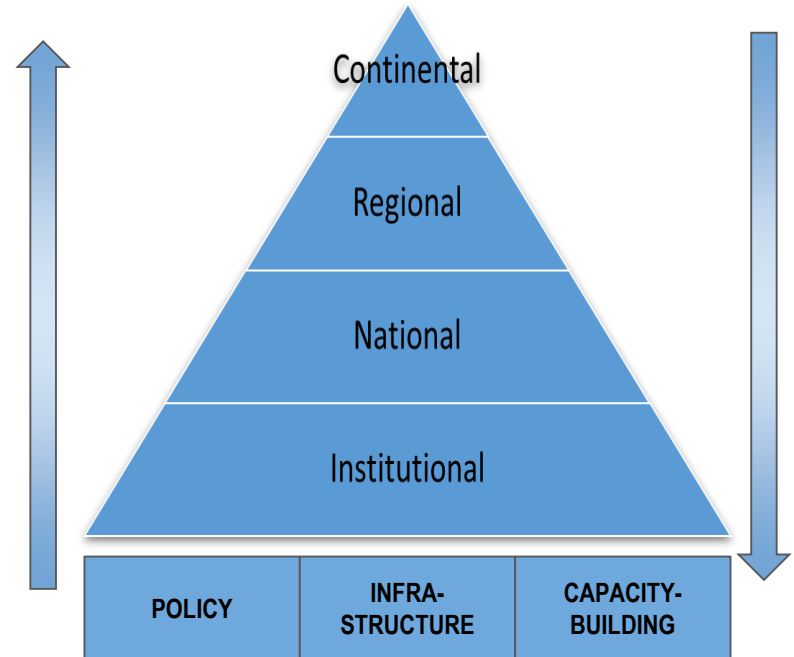 Continental
Regional
National
Institutional
POLICY
INFRA-
STRUCTURE
CAPACITY-
BUILDING